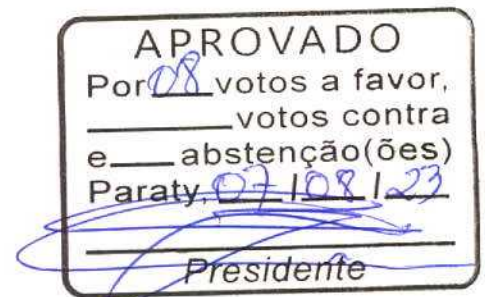 APROVADO
Por 08 votos a favor,
votos contra
e abstenção(ões)
Paraty, 07 / 08 / 23
Presidente